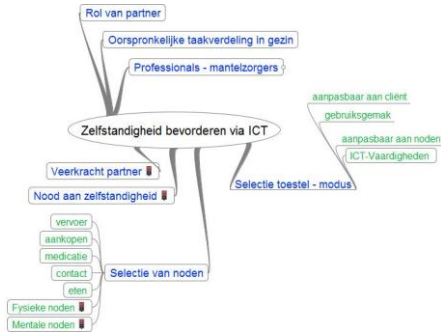 Rol van partner
Oorspronkelijke taakverdeling in gezin
Professionals - mantelzorgers
Zelfstandigheid bevorderen via ICT
aanpasbaar aan cliënt
gebruiksgemak
aanpasbaar aan noden
ICT-Vaardigheden
Selectie toestel - modus
Veerkracht partner
Nood aan zelfstandigheid
Selectie van noden
vervoer
aankopen
medicatie
contact
eten
Fysieke noden
Mentale noden